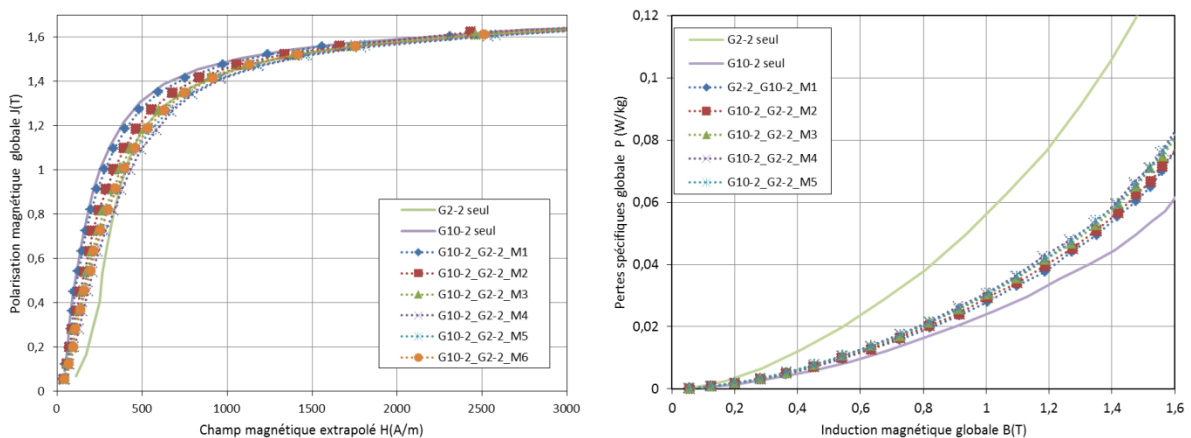 1,6
1,4
1,2
1
0,8
0,6
0,4
0,2
0
0
500
1000
1500
2000
2500
3000
Polarisation magnétique globale J(T)
Champ magnétique extrapolé H(A/m)
G2-2 seul
G10-2 seul
G10-2_G2-2_M1
G10-2_G2-2_M2
G10-2_G2-2_M3
G10-2_G2-2_M4
G10-2_G2-2_M5
G10-2_G2-2_M6
0,12
0,1
0,08
0,06
0,04
0,02
0
0
0,2
0,4
0,6
0,8
1
1,2
1,4
1,6
Pertes spécifiques globale P (W/kg)
Induction magnétique globale B(T)
G2-2 seul
G10-2 seul
G2-2_G10-2_M1
G10-2_G2-2_M2
G10-2_G2-2_M3
G10-2_G2-2_M4
G10-2_G2-2_M5